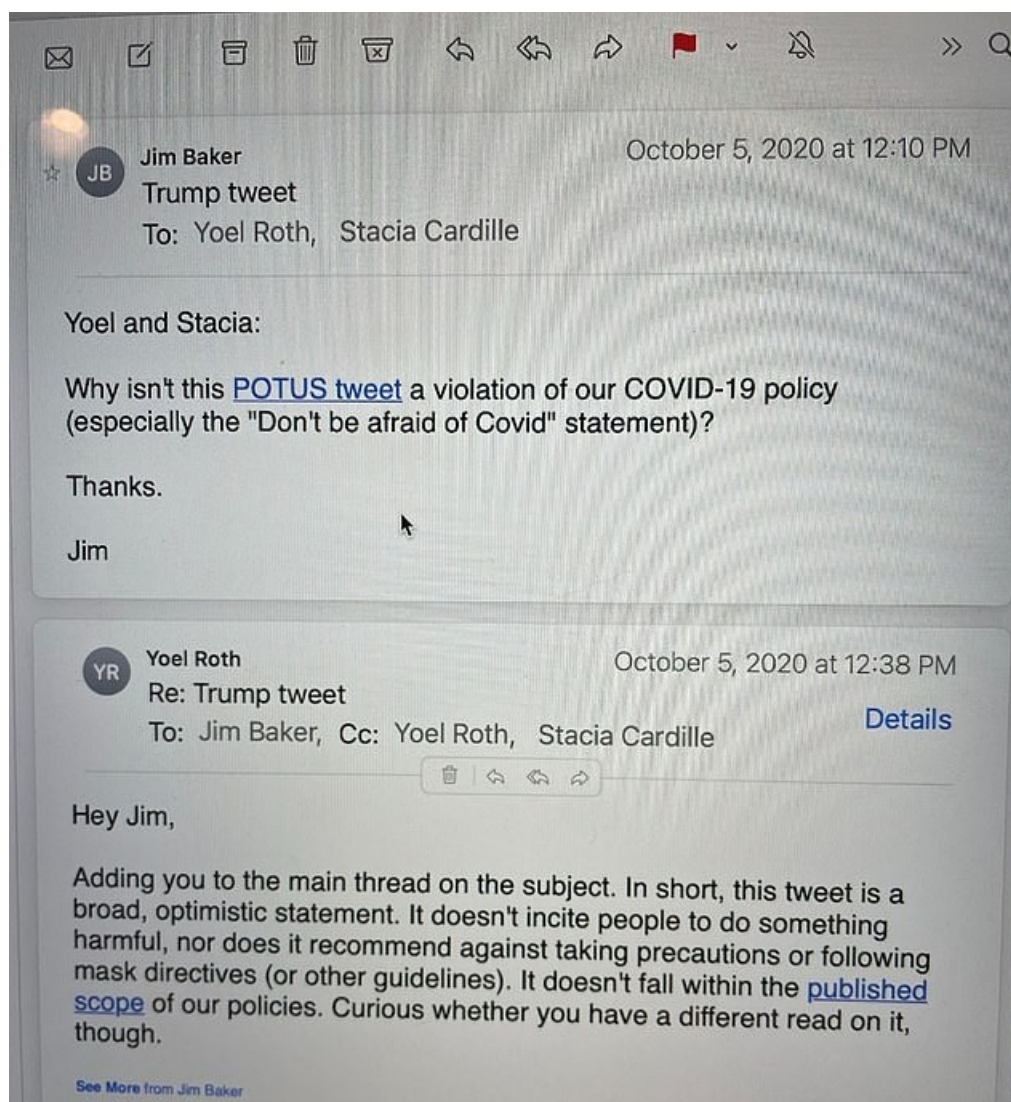 JB
Jim Baker
October 5, 2020 at 12:10 PM
Trump tweet
To: Yoel Roth, Stacia Cardille
Yoel and Stacia:
Why isn't this POTUS tweet a violation of our COVID-19 policy
(especially the "Don't be afraid of Covid" statement)?
Thanks.
Jim
YR
Yoel Roth
October 5, 2020 at 12:38 PM
Re: Trump tweet
To: Jim Baker, Cc: Yoel Roth, Stacia Cardille
Details
Hey Jim,
Adding you to the main thread on the subject. In short, this tweet is a
broad, optimistic statement. It doesn't incite people to do something
harmful, nor does it recommend against taking precautions or following
mask directives (or other guidelines). It doesn't fall within the published
scope of our policies. Curious whether you have a different read on it,
though.
See More from Jim Baker